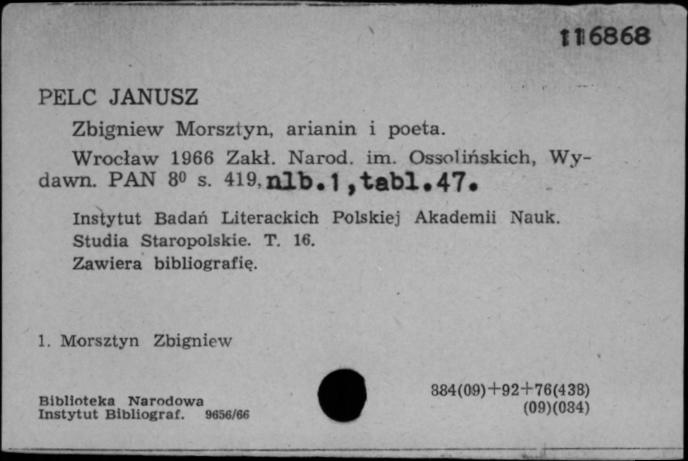 116868
PELC JANUSZ
Zbigniew Morsztyn, arianin i poeta.
Wrocław 1966 Zakł. Narod. im. Ossolińskich, Wy-
dawn. PAN 8⁰ s. 419, nlb.1, tabl.47.
Instytut Badań Literackich Polskiej Akademii Nauk.
Studia Staropolskie. T. 16.
Zawiera bibliografię.
1. Morsztyn Zbigniew
Biblioteka Narodowa
Instytut Bibliograf. 9656/66
884(09)+92+76(438)
(09)(084)